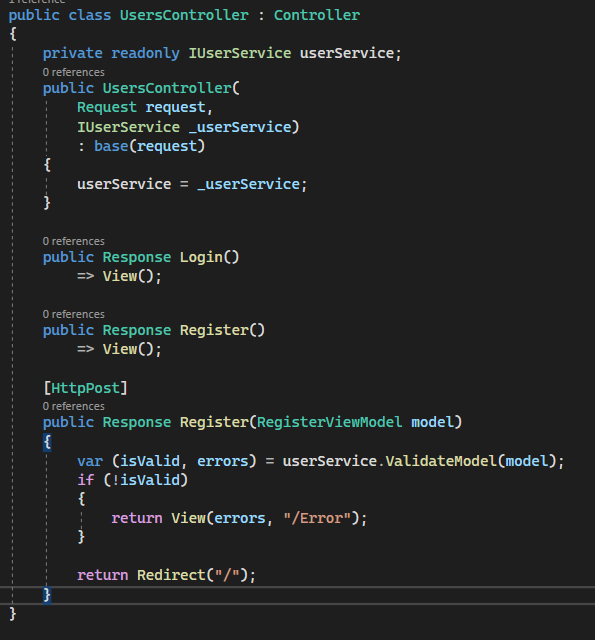 1 reference
public class UsersController : Controller
{
private readonly IUserService userService;
0 references
public UsersController(
Request request,
IUserService _userService)
: base(request)
{
userService = _userService;
}
0 references
public Response Login()
=> View();
0 references
public Response Register()
=> View();
[HttpPost]
0 references
public Response Register(RegisterViewModel model)
{
var (isValid, errors) = userService.ValidateModel(model);
if (!isValid)
{
return View(errors, "/Error");
}
return Redirect("/");
}
}